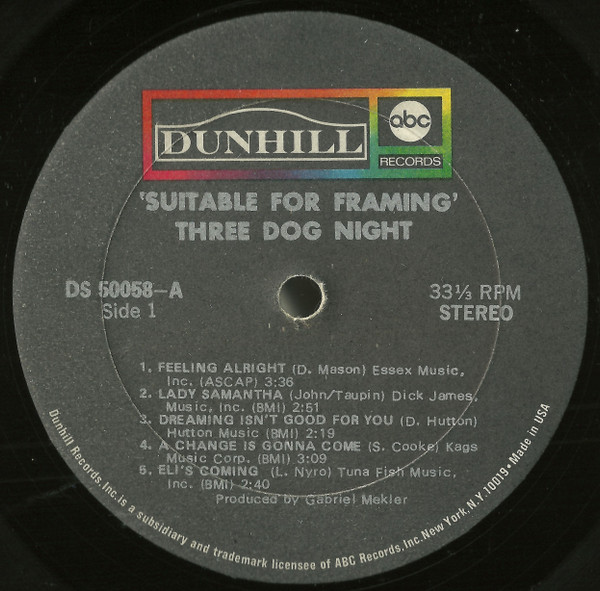 DUNHILL
abc
RECORDS
'SUITABLE FOR FRAMING'
THREE DOG NIGHT
DS 50058-A
Side 1
33⅓ RPM
STEREO
1. FEELING ALRIGHT (D. Mason) Essex Music,
Inc. (ASCAP) 3:36
2. LADY SAMANTHA (John/Taupin) Dick James
Music, Inc. (BMI) 2:51
3. DREAMING ISN'T GOOD FOR YOU (D. Hutton)
Hutton Music (BMI) 2:19
4. A CHANGE IS GONNA COME (S. Cooke) Kags
Music Corp. (BMI) 3:09
5. ELI'S COMING (L. Nyro) Tuna Fish Music,
Inc. (BMI) 2:40
Produced by Gabriel Mekler
Dunhill Records, Inc. is a subsidiary and trademark licensee of ABC Records, Inc. New York, N.Y. 10019 • Made in USA